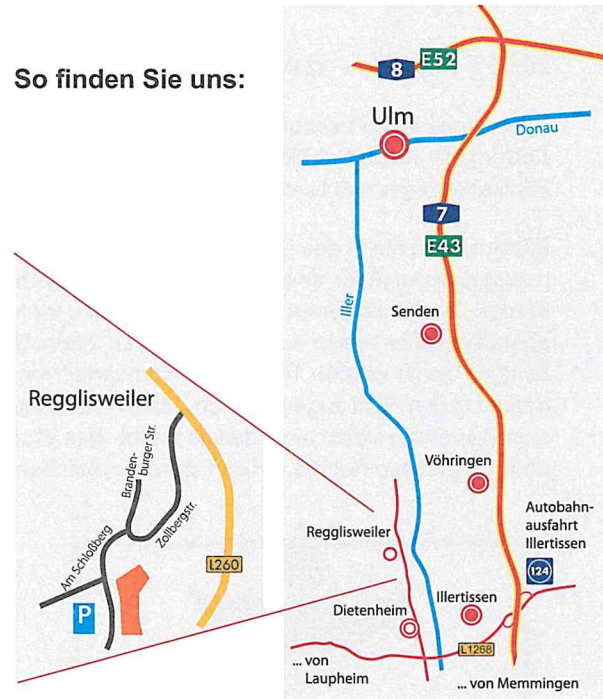 So finden Sie uns:
8
E52
Ulm
Donau
7
E43
Iller
Senden
Vöhringen
Autobahn-
ausfahrt
Illertissen
124
Regglisweiler
Illertissen
Dietenheim
L1268
... von
Laupheim
... von Memmingen
Regglisweiler
Branden-
burger Str.
Zollbergstr.
Am Schloßberg
L260
P